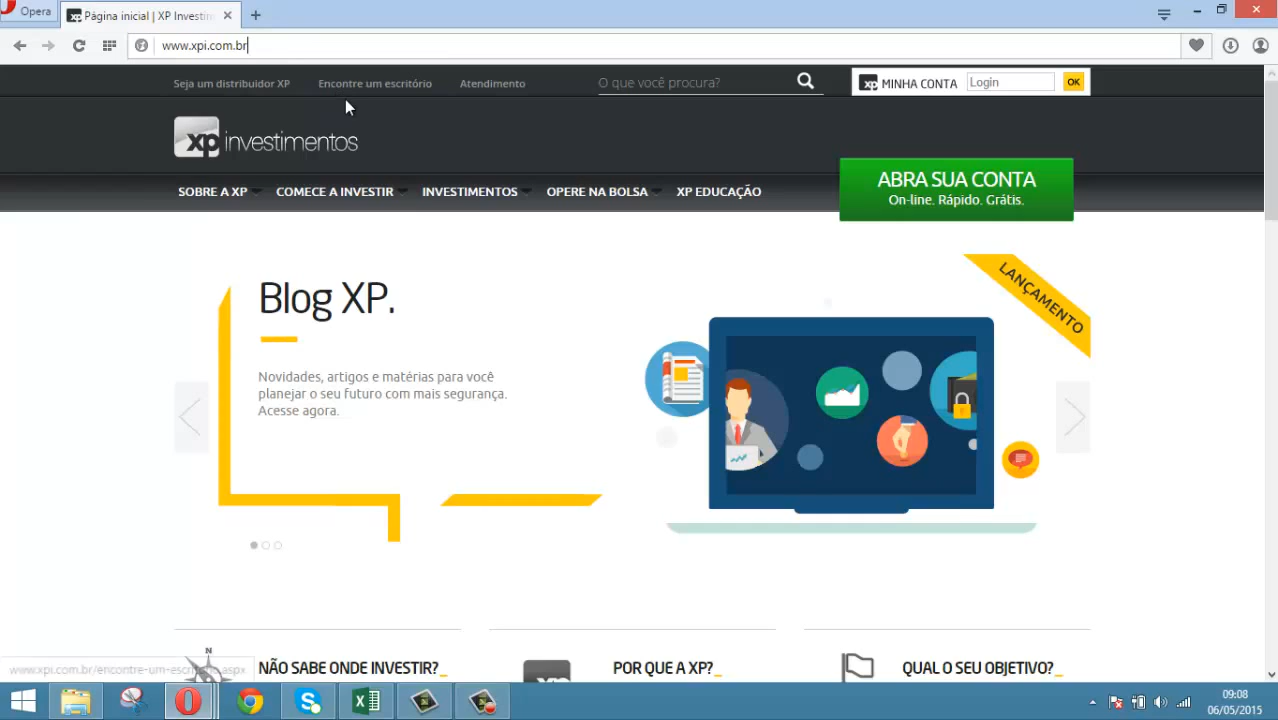 Opera
Página inicial | XP Investim
www.xpi.com.br
Seja um distribuidor XP
Encontre um escritório
Atendimento
O que você procura?
xp MINHA CONTA
Login
OK
xp investimentos
SOBRE A XP
COMECE A INVESTIR
INVESTIMENTOS
OPERE NA BOLSA
XP EDUCAÇÃO
ABRA SUA CONTA
On-line. Rápido. Grátis.
LANÇAMENTO
Blog XP.
Novidades, artigos e matérias para você
planejar o seu futuro com mais segurança.
Acesse agora.
N
NÃO SABE ONDE INVESTIR?_
POR QUE A XP?_
QUAL O SEU OBJETIVO?_
www.xpi.com.br/encontre-um-escritorio.aspx
09:08
06/05/2015